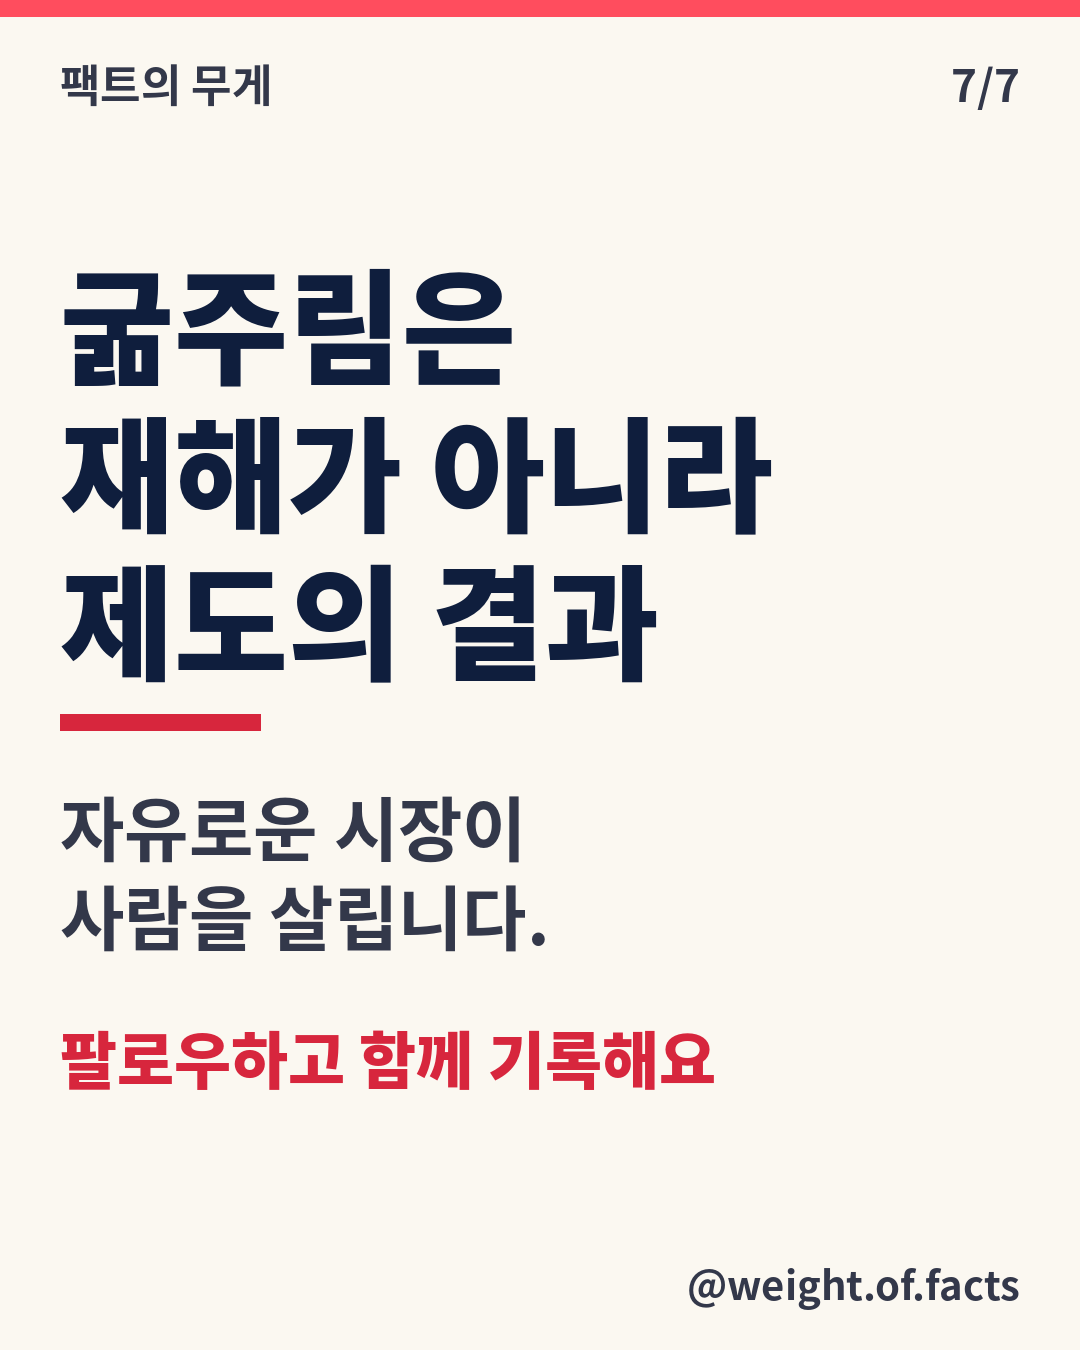 팩트의 무게
7/7
굶주림은
재해가 아니라
제도의 결과
자유로운 시장이
사람을 살립니다.
팔로우하고 함께 기록해요
@weight.of.facts